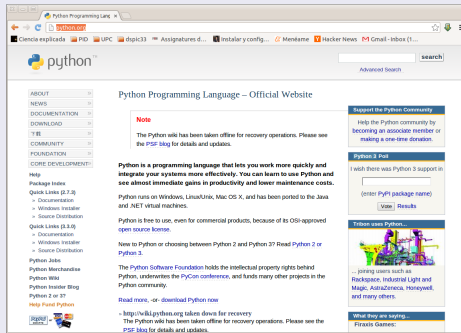 Python Programming Lang
python.org
Ciencia explicada
PID
UPC
dspic33
Assignatures d...
Instalar y config...
Menéame
Hacker News
Gmail - Inbox (1...
python™
search
Advanced Search
ABOUT
NEWS
DOCUMENTATION
DOWNLOAD
下载
COMMUNITY
FOUNDATION
CORE DEVELOPMENT
Help
Package Index
Quick Links (2.7.3)
» Documentation
» Windows Installer
» Source Distribution
Quick Links (3.3.0)
» Documentation
» Windows Installer
» Source Distribution
Python Jobs
Python Merchandise
Python Wiki
Python Insider Blog
Python 2 or 3?
Help Fund Python
Python Programming Language – Official Website
Note
The Python wiki has been taken offline for recovery operations. Please see
the PSF blog for details and updates.
Python is a programming language that lets you work more quickly and
integrate your systems more effectively. You can learn to use Python and
see almost immediate gains in productivity and lower maintenance costs.
Python runs on Windows, Linux/Unix, Mac OS X, and has been ported to the Java
and .NET virtual machines.
Python is free to use, even for commercial products, because of its OSI-approved
open source license.
New to Python or choosing between Python 2 and Python 3? Read Python 2 or
Python 3.
The Python Software Foundation holds the intellectual property rights behind
Python, underwrites the PyCon conference, and funds many other projects in the
Python community.
Read more, -or- download Python now
» http://wiki.python.org taken down for recovery
The Python wiki has been taken offline for recovery operations. Please see the
PSF blog for details and updates.
Support the Python Community
Help the Python community by
becoming an associate member or
making a one-time donation.
Python 3 Poll
I wish there was Python 3 support in
(enter PyPI package name)
Vote
Results
Tribon uses Python...
... joining users such as
Rackspace, Industrial Light and
Magic, AstraZeneca, Honeywell,
and many others.
What they are saying...
Firaxis Games: